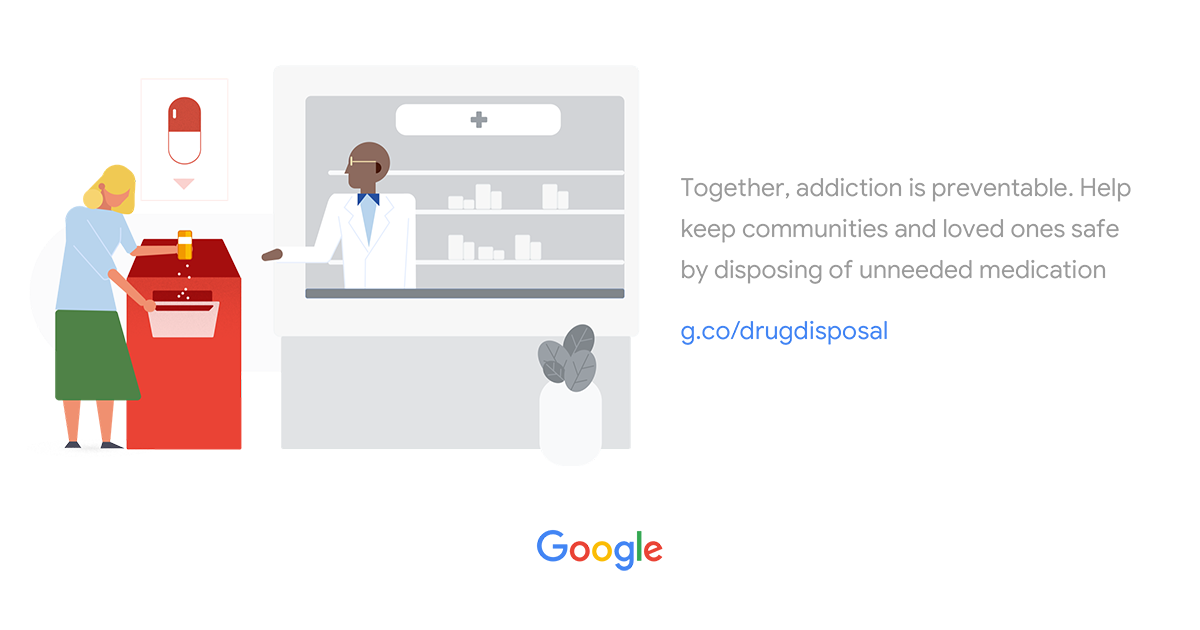 Together, addiction is preventable. Help
keep communities and loved ones safe
by disposing of unneeded medication
g.co/drugdisposal
Google